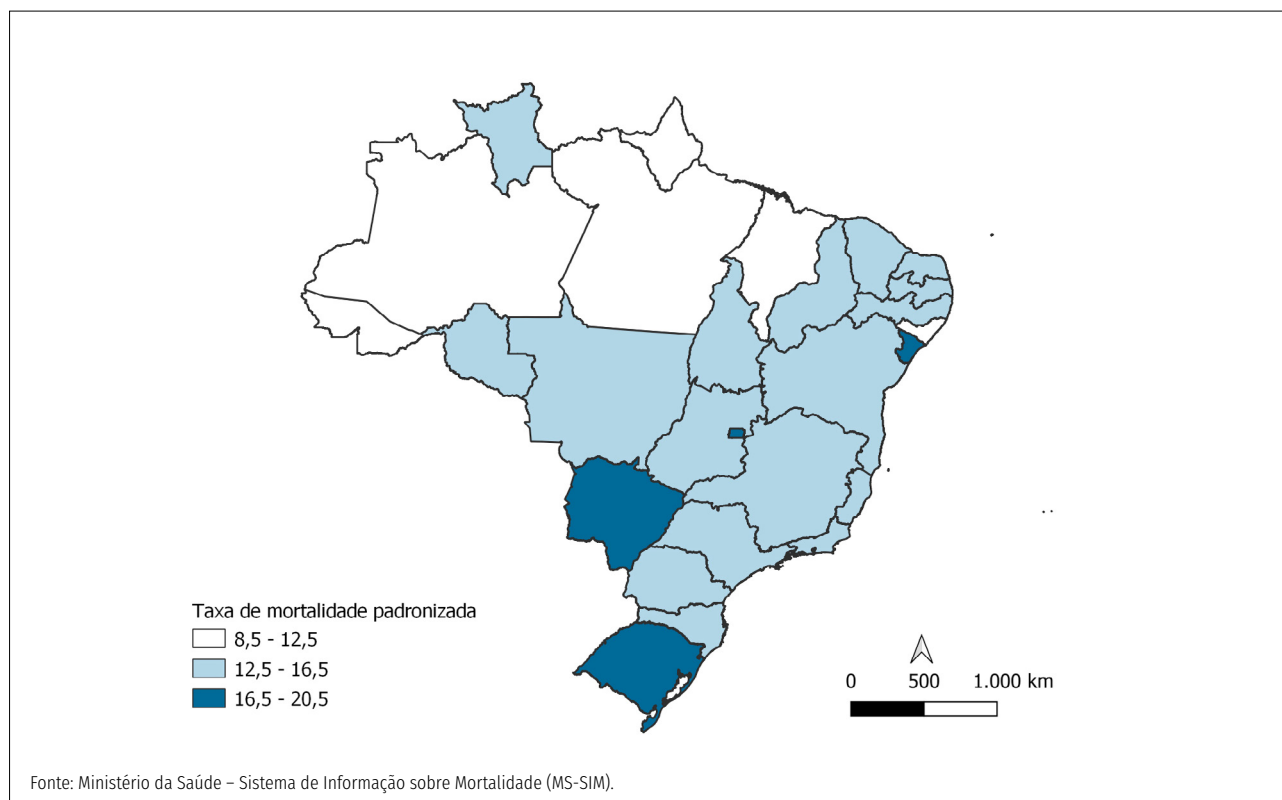 Taxa de mortalidade padronizada
8,5 - 12,5
12,5 - 16,5
16,5 - 20,5
0 500 1.000 km
Fonte: Ministério da Saúde – Sistema de Informação sobre Mortalidade (MS-SIM).